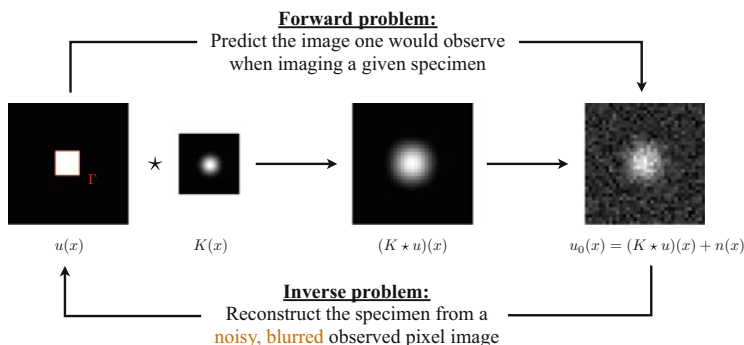 Forward problem:
Predict the image one would observe
when imaging a given specimen
Γ
⋆
u(x)
K(x)
(K ⋆ u)(x)
u₀(x) = (K ⋆ u)(x) + n(x)
Inverse problem:
Reconstruct the specimen from a
noisy, blurred observed pixel image